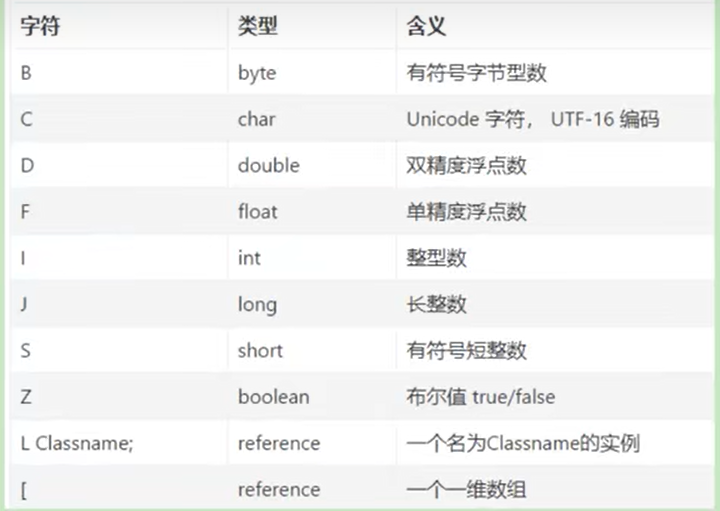 字符 类型 含义
B byte 有符号字节型数
C char Unicode 字符， UTF-16 编码
D double 双精度浮点数
F float 单精度浮点数
I int 整型数
J long 长整数
S short 有符号短整数
Z boolean 布尔值 true/false
L Classname; reference 一个名为Classname的实例
[ reference 一个一维数组